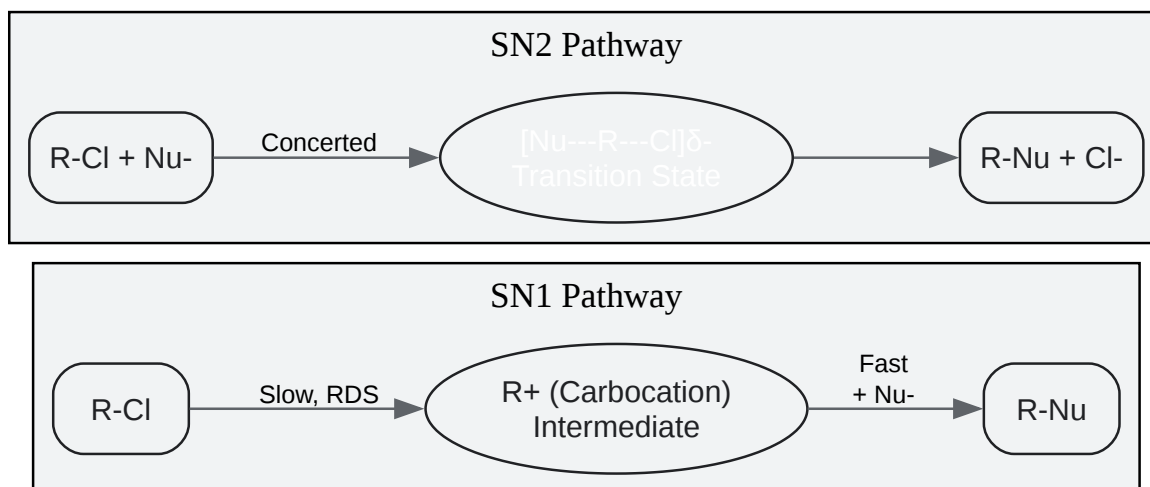 SN2 Pathway
R-Cl + Nu-
Concerted
[Nu---R---Cl]δ-
Transition State
R-Nu + Cl-
SN1 Pathway
R-Cl
Slow, RDS
R+ (Carbocation)
Intermediate
Fast
+ Nu-
R-Nu